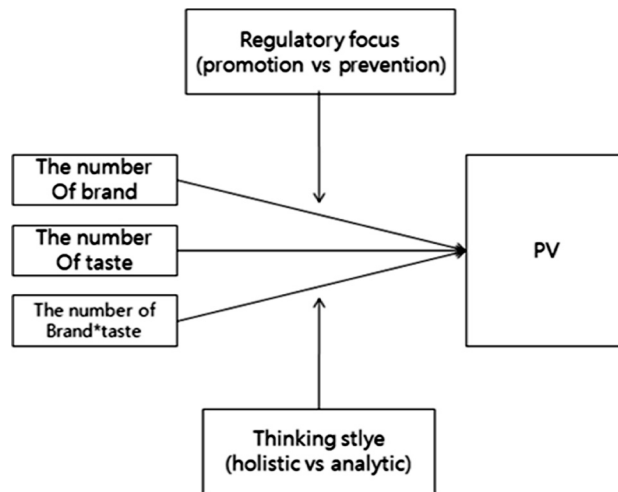 Regulatory focus
(promotion vs prevention)
The number
Of brand
The number
Of taste
The number of
Brand*taste
PV
Thinking stlye
(holistic vs analytic)